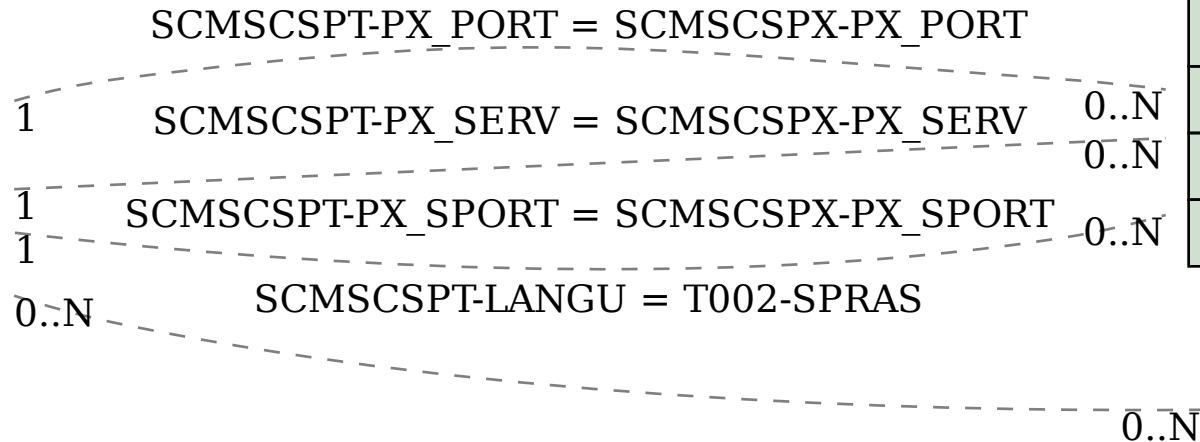 SCMSCSPT-PX_PORT = SCMSCSPX-PX_PORT
1
0..N
SCMSCSPT-PX_SERV = SCMSCSPX-PX_SERV
0..N
1
SCMSCSPT-PX_SPORT = SCMSCSPX-PX_SPORT
1
0..N
SCMSCSPT-LANGU = T002-SPRAS
0..N
0..N